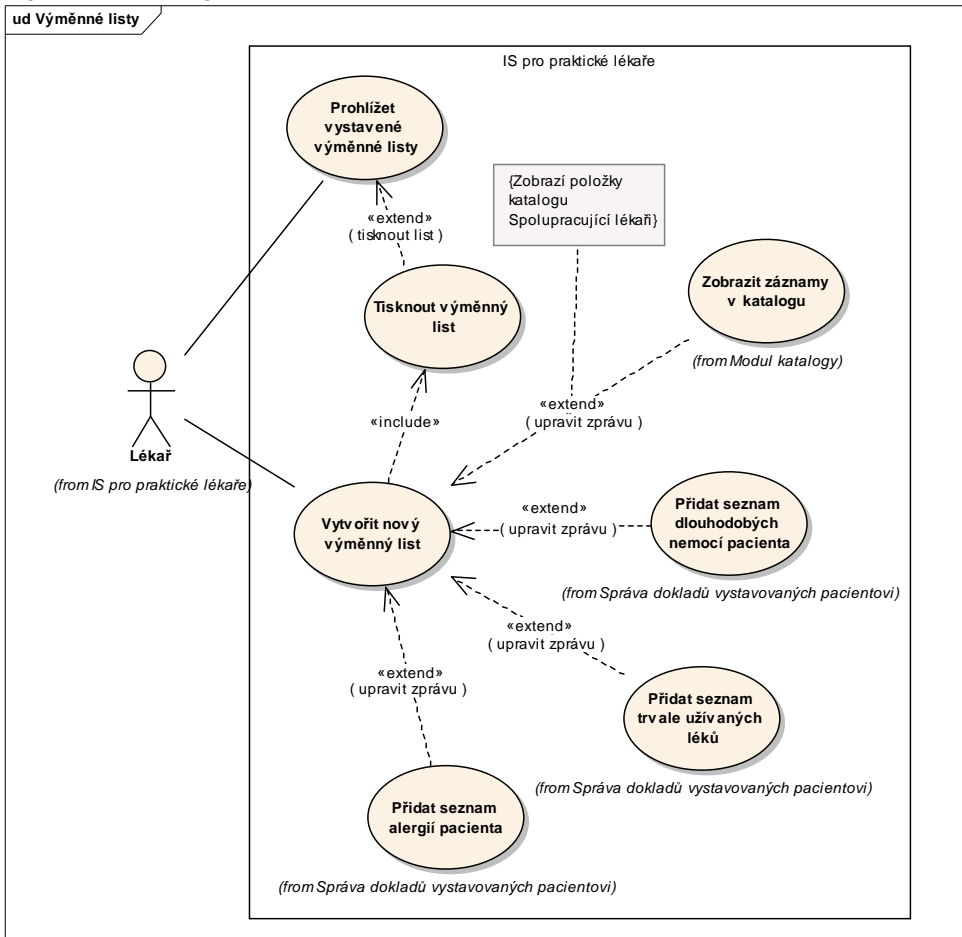 ud Výměnné listy
IS pro praktické lékaře
Prohlížet
vystavené
výměnné listy
{Zobrazí položky
katalogu
Spolupracující lékaři}
«extend»
( tisknout list )
Zobrazit záznamy
v katalogu
(from Modul katalogy)
Tisknout výměnný
list
«extend»
( upravit zprávu )
«include»
Lékař
(from IS pro praktické lékaře)
Vytvořit nový
výměnný list
«extend»
( upravit zprávu )
Přidat seznam
dlouhodobých
nemocí pacienta
(from Správa dokladů vystavovaných pacientovi)
«extend»
( upravit zprávu )
«extend»
( upravit zprávu )
Přidat seznam
trvale užívaných
léků
(from Správa dokladů vystavovaných pacientovi)
Přidat seznam
alergií pacienta
(from Správa dokladů vystavovaných pacientovi)